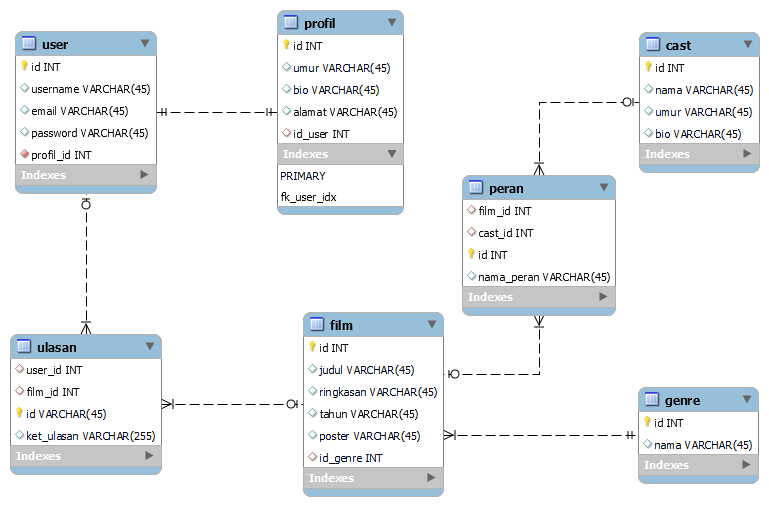 user
id INT
username VARCHAR(45)
email VARCHAR(45)
password VARCHAR(45)
profil_id INT
Indexes
profil
id INT
umur VARCHAR(45)
bio VARCHAR(45)
alamat VARCHAR(45)
id_user INT
Indexes
PRIMARY
fk_user_idx
cast
id INT
nama VARCHAR(45)
umur VARCHAR(45)
bio VARCHAR(45)
Indexes
peran
film_id INT
cast_id INT
id INT
nama_peran VARCHAR(45)
Indexes
ulasan
user_id INT
film_id INT
id VARCHAR(45)
ket_ulasan VARCHAR(255)
Indexes
film
id INT
judul VARCHAR(45)
ringkasan VARCHAR(45)
tahun VARCHAR(45)
poster VARCHAR(45)
id_genre INT
Indexes
genre
id INT
nama VARCHAR(45)
Indexes